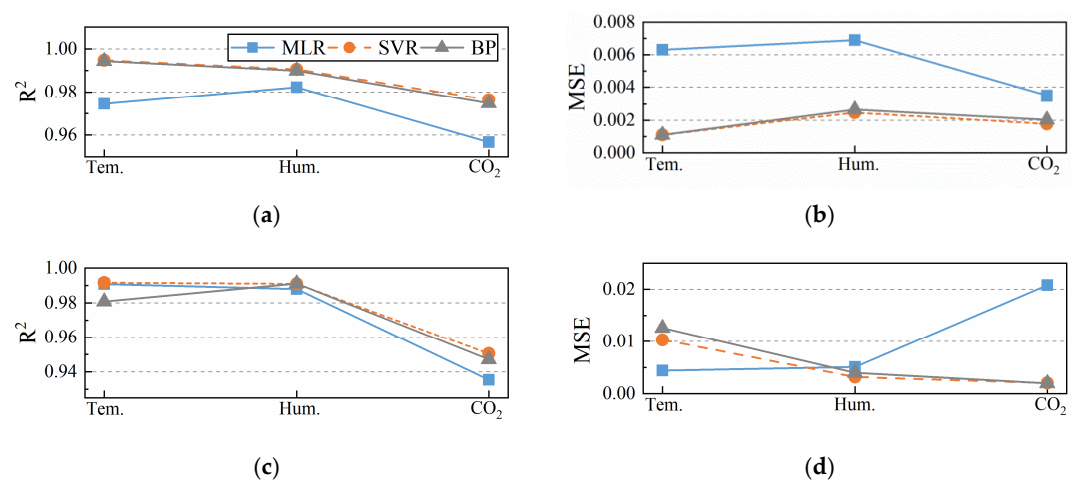 1.00
0.98
0.96
R²
MLR SVR BP
Tem. Hum. CO₂
(a)
0.008
0.006
0.004
0.002
0.000
MSE
Tem. Hum. CO₂
(b)
1.00
0.98
0.96
0.94
R²
Tem. Hum. CO₂
(c)
0.02
0.01
0.00
MSE
Tem. Hum. CO₂
(d)